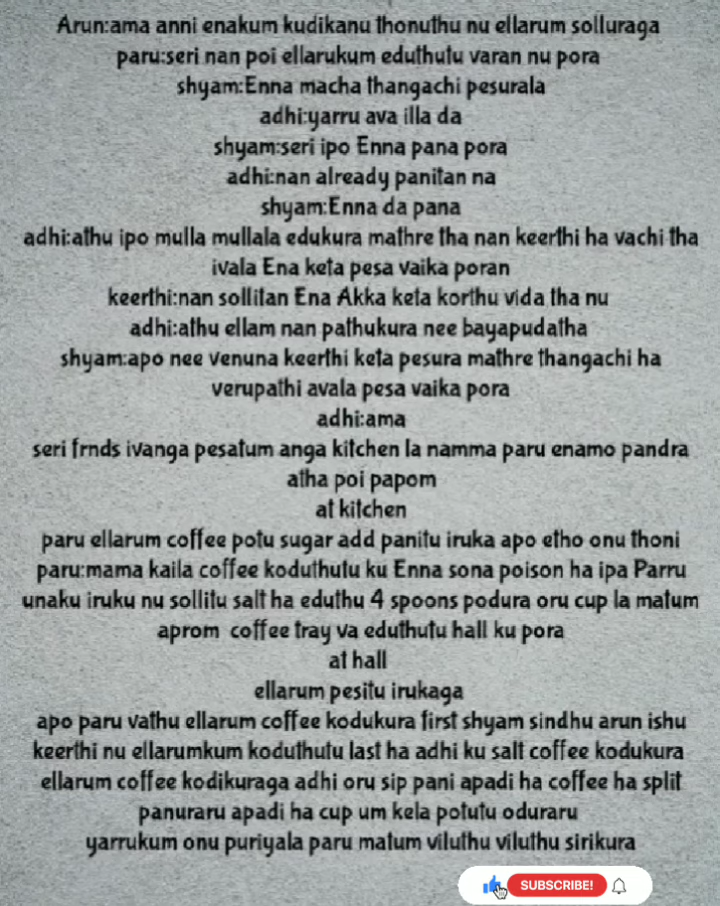 Arun:ama anni enakum kudikanu thonuthu nu ellarum solluraga
paru:seri nan poi ellarukum eduthutu varan nu pora
shyam:Enna macha thangachi pesurala
adhi:yarru ava illa da
shyam:seri ipo Enna pana pora
adhi:nan already panitan na
shyam:Enna da pana
adhi:athu ipo mulla mullala edukura mathre tha nan keerthi ha vachi tha
ivala Ena keta pesa vaika poran
keerthi:nan sollitan Ena Akka keta korthu vida tha nu
adhi:athu ellam nan pathukura nee bayapudatha
shyam:apo nee venuna keerthi keta pesura mathre thangachi ha
verupathi avala pesa vaika pora
adhi:ama
seri frnds ivanga pesatum anga kitchen la namma paru enamo pandra
atha poi papom
at kitchen
paru ellarum coffee potu sugar add panitu iruka apo etho onu thoni
paru:mama kaila coffee koduthutu ku Enna sona poison ha ipa Parru
unaku iruku nu sollitu salt ha eduthu 4 spoons podura oru cup la matum
aprom coffee tray va eduthutu hall ku pora
at hall
ellarum pesitu irukaga
apo paru vathu ellarum coffee kodukura first shyam sindhu arun ishu
keerthi nu ellarumkum koduthutu last ha adhi ku salt coffee kodukura
ellarum coffee kodikuraga adhi oru sip pani apadi ha coffee ha split
panuraru apadi ha cup um kela potutu oduraru
yarrukum onu puriyala paru matum viluthu viluthu sirikura
SUBSCRIBE!